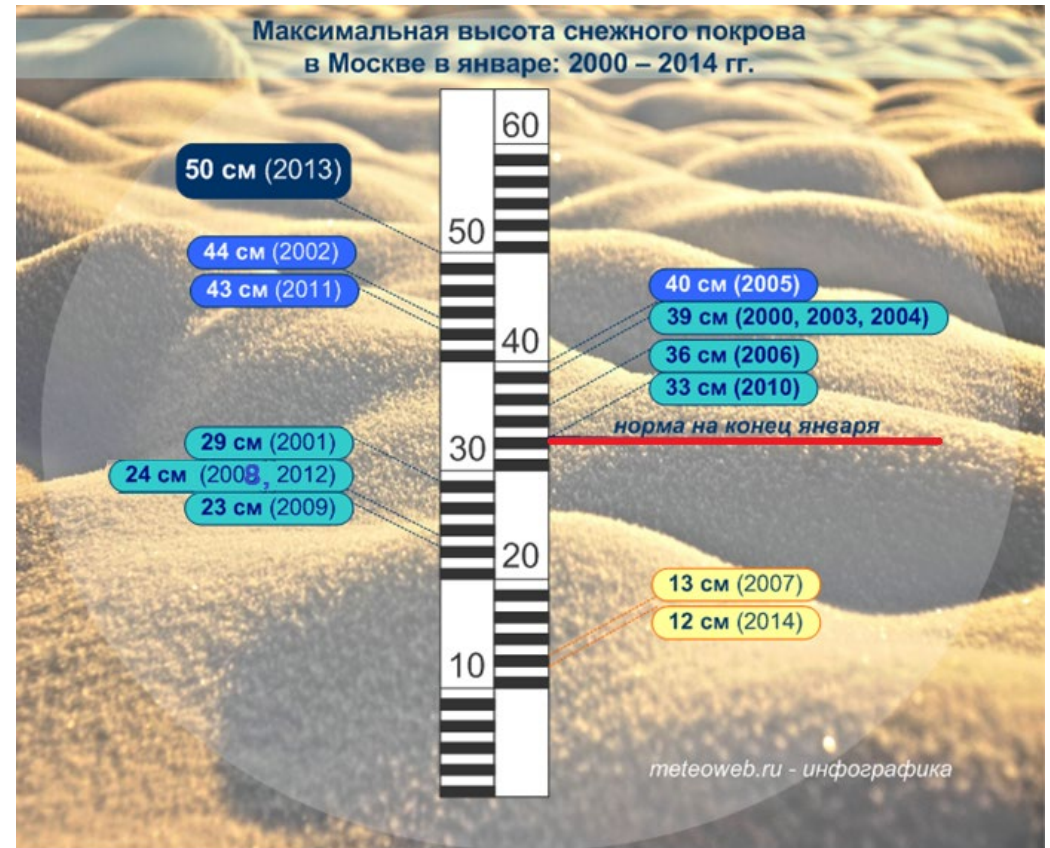 Максимальная высота снежного покрова
в Москве в январе: 2000 – 2014 гг.
60
50 см (2013)
50
44 см (2002)
43 см (2011)
40 см (2005)
39 см (2000, 2003, 2004)
40
36 см (2006)
33 см (2010)
норма на конец января
29 см (2001)
30
24 см (2008, 2012)
23 см (2009)
20
13 см (2007)
12 см (2014)
10
meteoweb.ru - инфографика